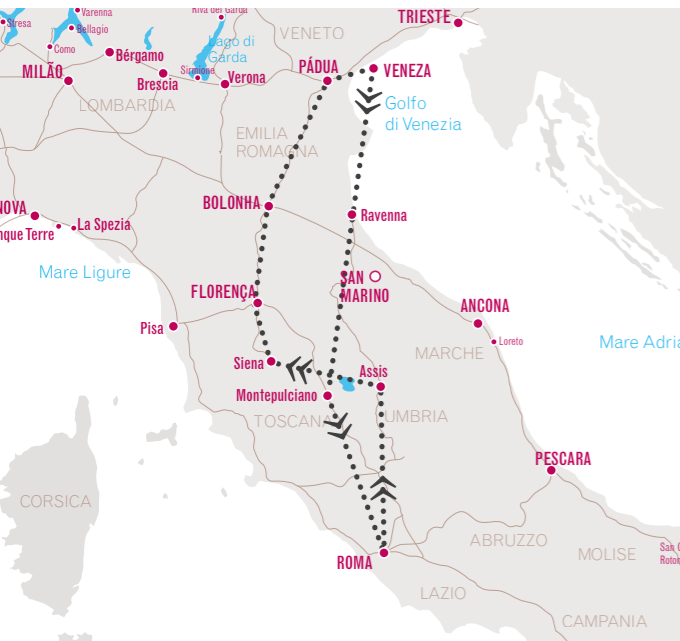 Riva del Garda
TRIESTE
Varenna
Stresa
Bellagio
VENETO
Lago di
Garda
Como
Bérgamo
PÁDUA
VENEZA
MILÃO
Sirmione
Verona
Brescia
LOMBARDIA
Golfo
di Venezia
EMILIA
ROMAGNA
NOVA
BOLONHA
Ravenna
La Spezia
nque Terre
Mare Ligure
SAN
MARINO
FLORENÇA
ANCONA
Pisa
Loreto
Mare Adria
MARCHE
Siena
Assis
Montepulciano
TOSCANA
UMBRIA
PESCARA
CORSICA
ABRUZZO
San G
Roton
MOLISE
ROMA
LAZIO
CAMPANIA